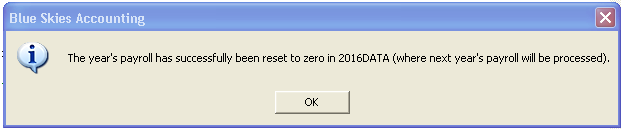 Blue Skies Accounting
The year's payroll has successfully been reset to zero in 2016DATA (where next year's payroll will be processed).
OK